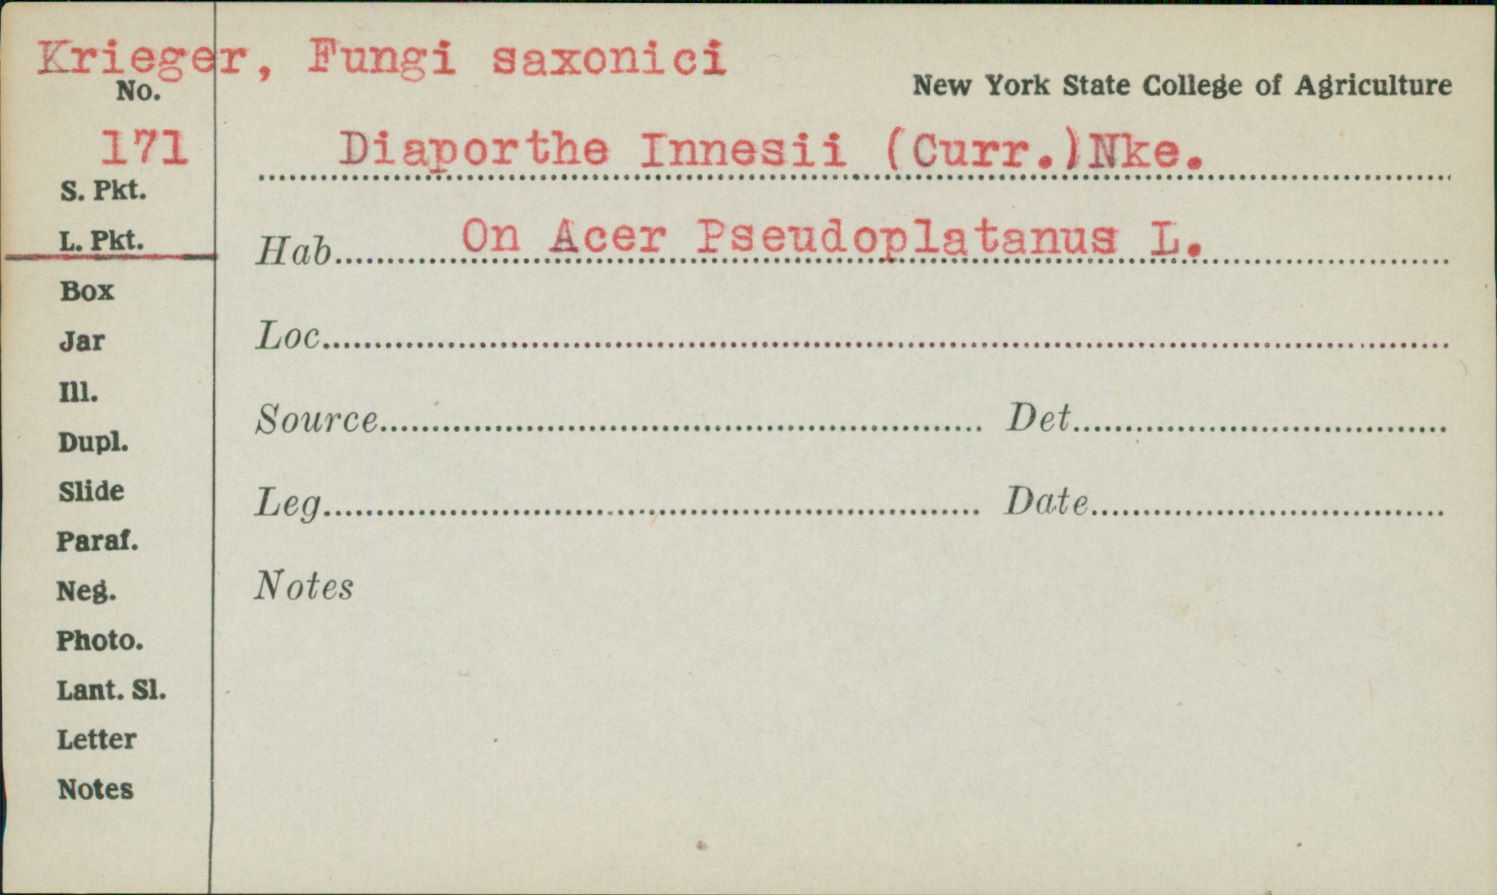 Krieger, Fungi saxonici
No.
New York State College of Agriculture
171
Diaporthe Innesii (Curr.)Nke.
S. Pkt.
L. Pkt.
Hab. On Acer Pseudoplatanus L.
Box
Jar
Loc.
Ill.
Source
Det.
Dupl.
Slide
Leg.
Date
Paraf.
Neg.
Notes
Photo.
Lant. Sl.
Letter
Notes